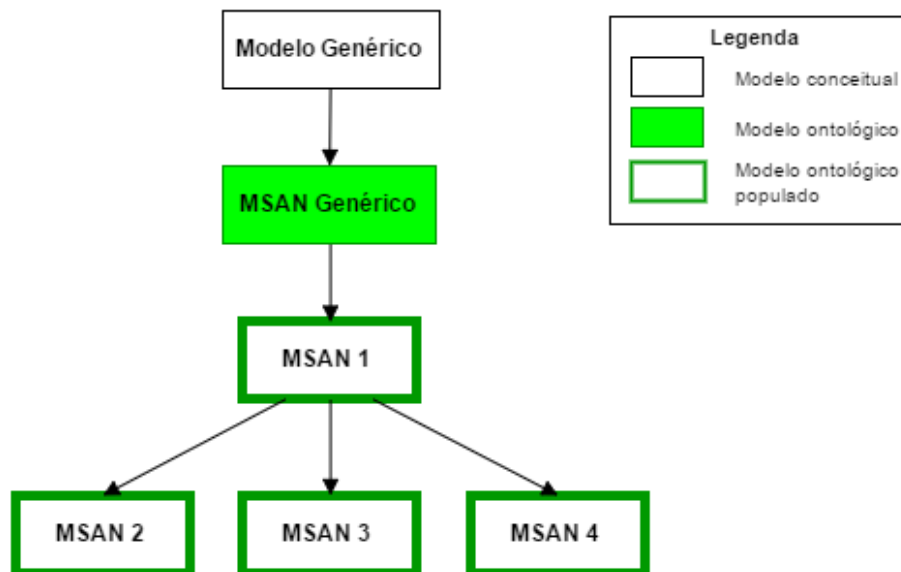 Modelo Genérico
MSAN Genérico
MSAN 1
MSAN 2
MSAN 3
MSAN 4
Legenda
Modelo conceitual
Modelo ontológico
Modelo ontológico
populado